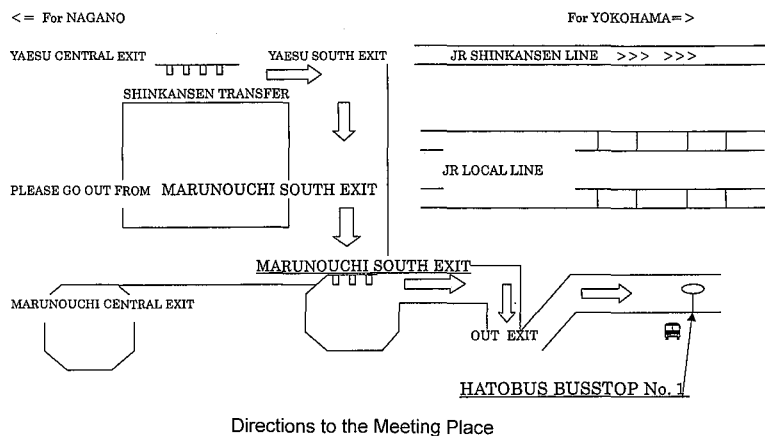 <= For NAGANO
For YOKOHAMA=>
YAESU CENTRAL EXIT
YAESU SOUTH EXIT
JR SHINKANSEN LINE >>> >>>
SHINKANSEN TRANSFER
JR LOCAL LINE
PLEASE GO OUT FROM MARUNOUCHI SOUTH EXIT
MARUNOUCHI SOUTH EXIT
MARUNOUCHI CENTRAL EXIT
OUT EXIT
HATOBUS BUSSTOP No. 1
Directions to the Meeting Place